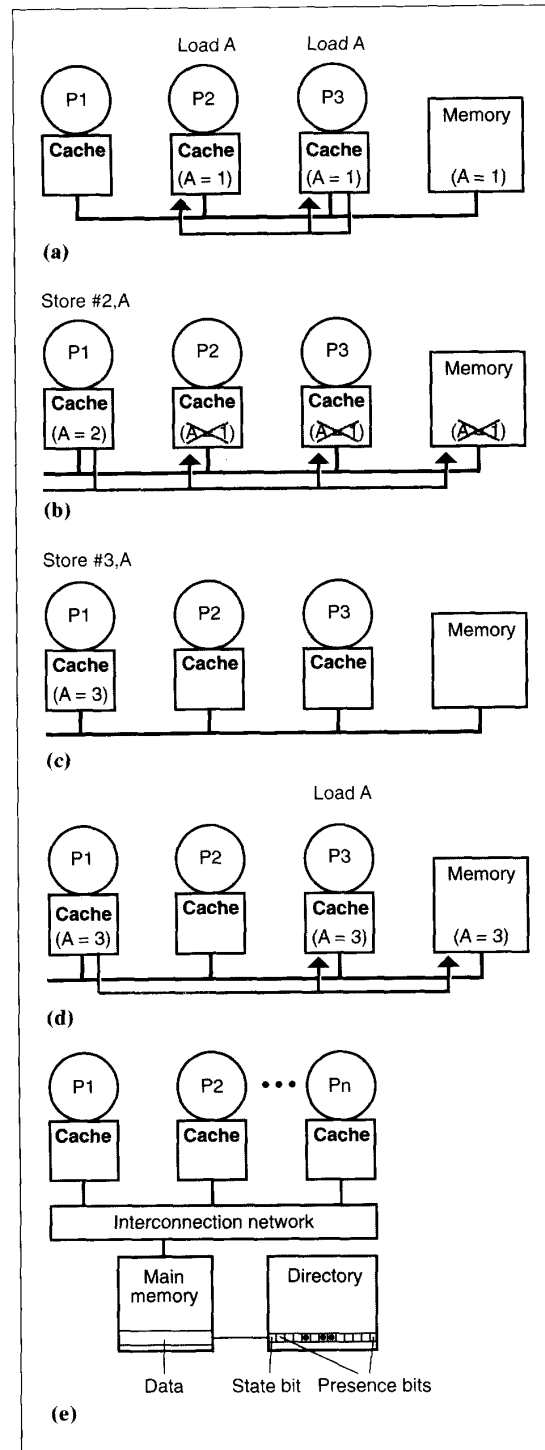 Load A Load A
P1 P2 P3
Memory
Cache Cache Cache
(A = 1) (A = 1) (A = 1)
(a)
Store #2,A
P1 P2 P3
Memory
Cache Cache Cache
(A = 2) (A = 1) (A = 1) (A = 1)
(b)
Store #3,A
P1 P2 P3
Memory
Cache Cache Cache
(A = 3)
(c)
Load A
P1 P2 P3
Memory
Cache Cache Cache
(A = 3) (A = 3) (A = 3)
(d)
P1 P2 ••• Pn
Cache Cache Cache
Interconnection network
Main memory
Directory
Data State bit Presence bits
(e)